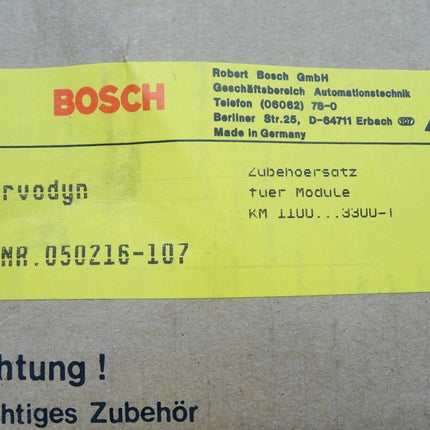 BOSCH
Robert Bosch GmbH
Geschäftsbereich Automationstechnik
Telefon (06062) 78-0
Berliner Str.25, D-64711 Erbach
Made in Germany
rvodyn
Zubehoersatz
fuer Module
KM 1100...3300-T
NR.050216-107
htung !
htiges Zubehör